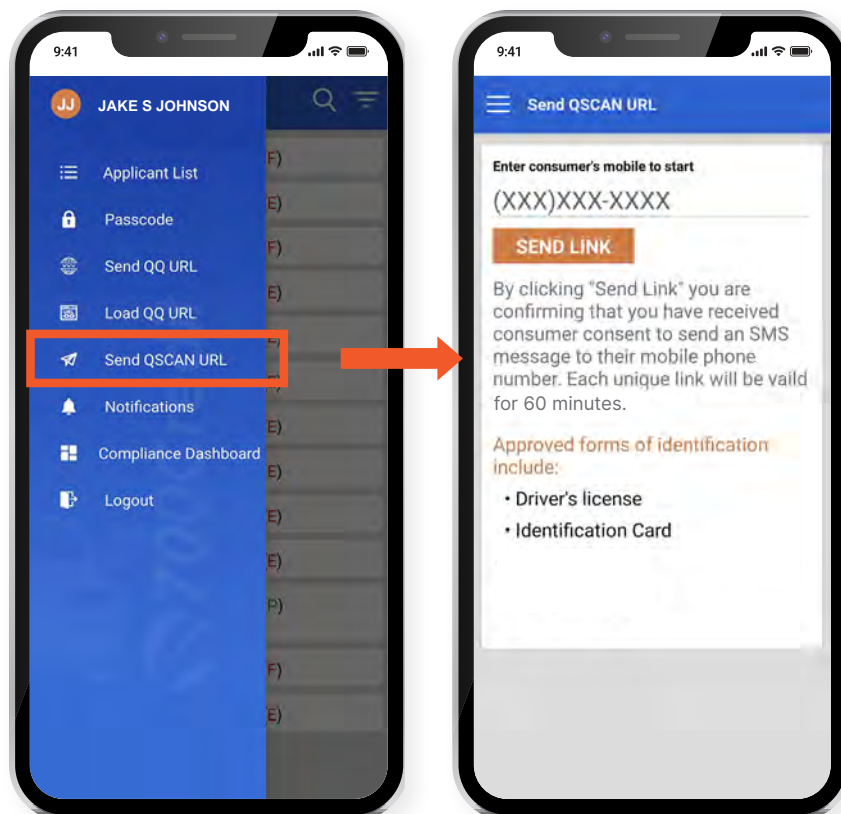 9:41
JJ
JAKE S JOHNSON
Applicant List
Passcode
Send QQ URL
Load QQ URL
Send QSCAN URL
Notifications
Compliance Dashboard
Logout
F)
E)
F)
E)
E)
E)
E)
E)
E)
P)
F)
E)
9:41
Send QSCAN URL
Enter consumer's mobile to start
(XXX)XXX-XXXX
SEND LINK
By clicking "Send Link" you are
confirming that you have received
consumer consent to send an SMS
message to their mobile phone
number. Each unique link will be vaild
for 60 minutes.
Approved forms of identification
include:
• Driver's license
• Identification Card